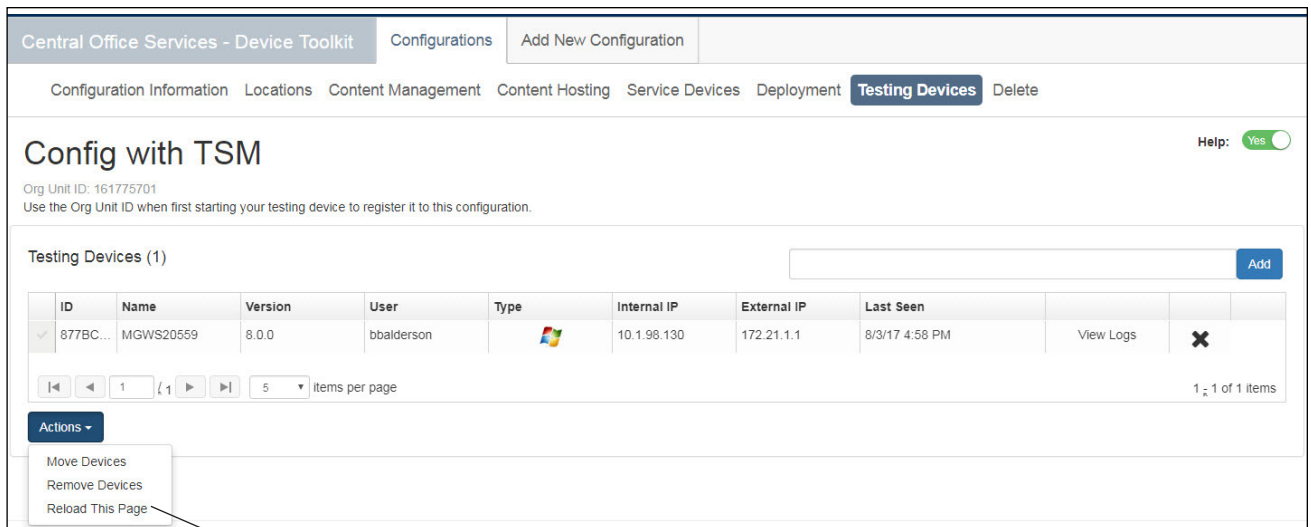 Central Office Services - Device Toolkit Configurations Add New Configuration
Configuration Information Locations Content Management Content Hosting Service Devices Deployment Testing Devices Delete
Config with TSM
Help: Yes
Org Unit ID: 161775701
Use the Org Unit ID when first starting your testing device to register it to this configuration.
Testing Devices (1)
Add
ID Name Version User Type Internal IP External IP Last Seen
877BC... MGWS20559 8.0.0 bbalderson 10.1.98.130 172.21.1.1 8/3/17 4:58 PM View Logs
1 / 1 5 items per page 1 - 1 of 1 items
Actions
Move Devices
Remove Devices
Reload This Page